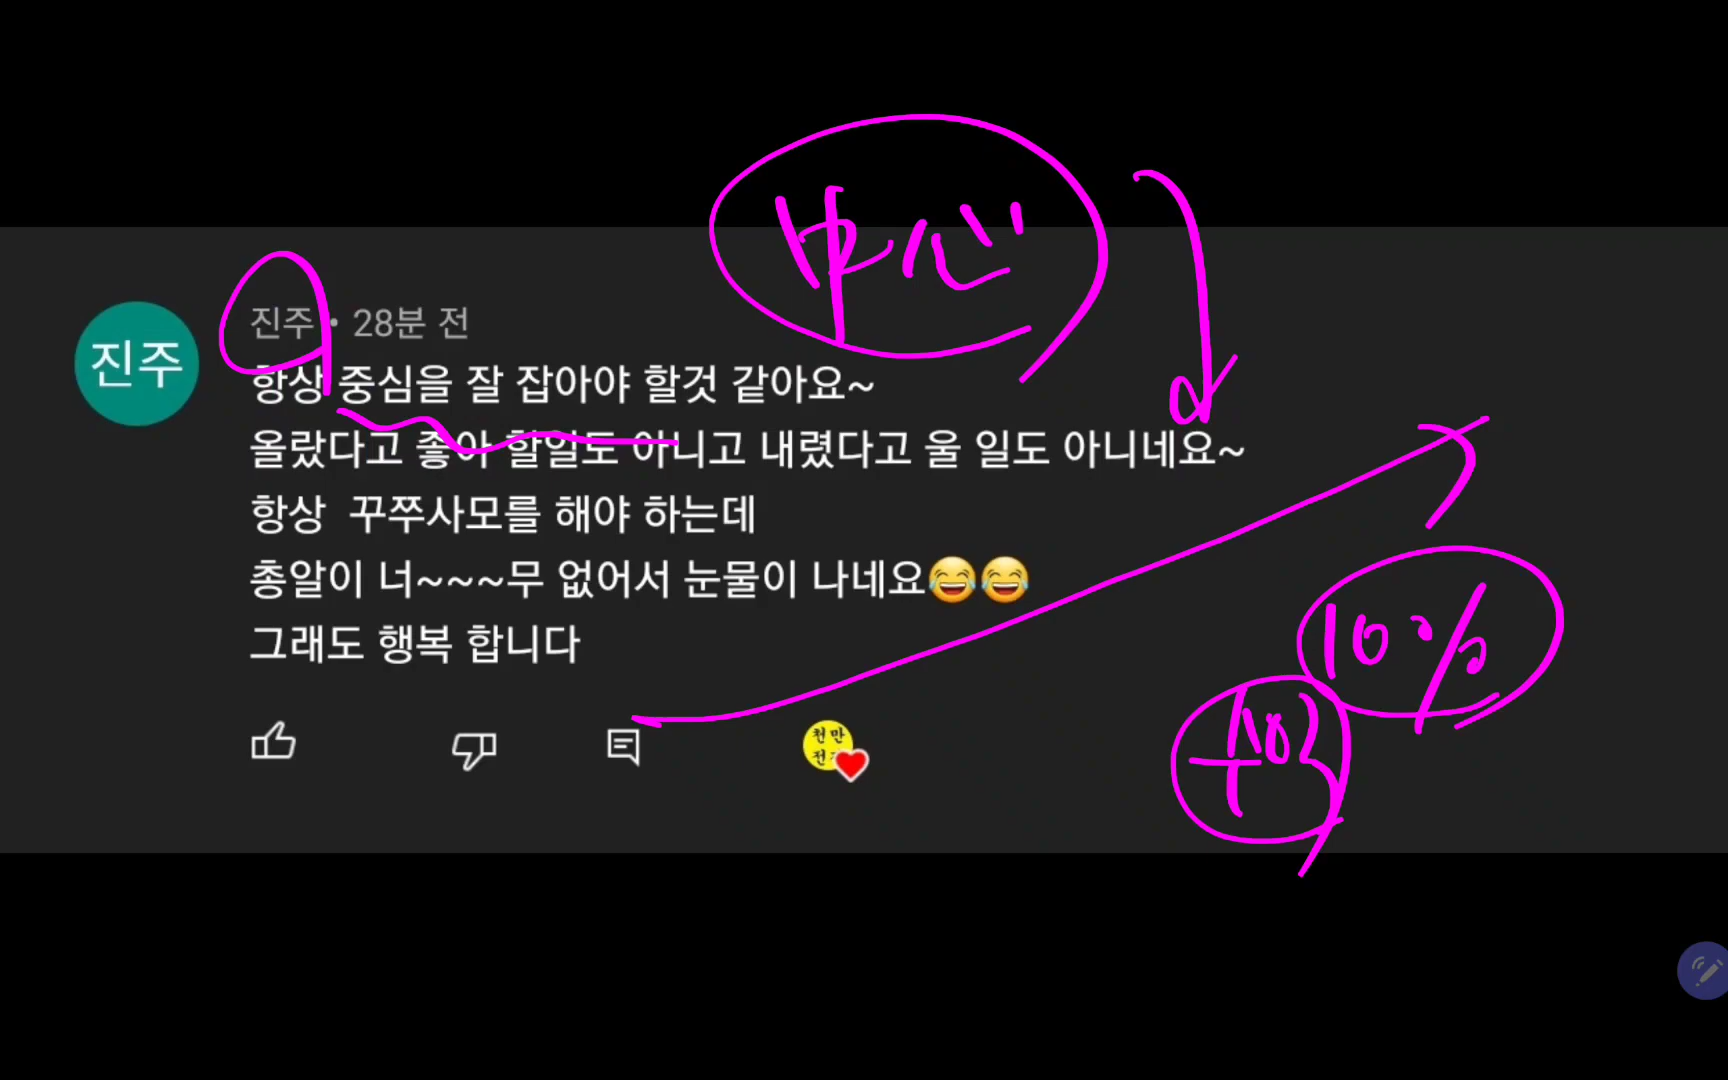 中心
진주
진주 • 28분 전
항상 중심을 잘 잡아야 할것 같아요~
올랐다고 좋아 할일도 아니고 내렸다고 울 일도 아니네요~
항상 꾸쭈사모를 해야 하는데
총알이 너~~~무 없어서 눈물이 나네요😂😂
그래도 행복 합니다
10%
천만